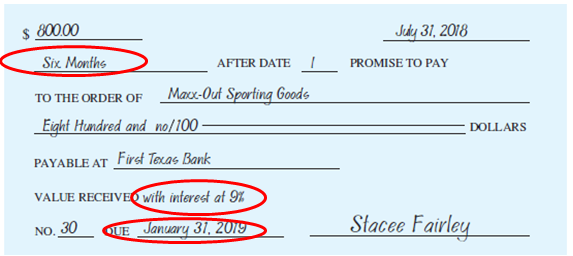 $ 800.00 July 31, 2018
Six Months AFTER DATE I PROMISE TO PAY
TO THE ORDER OF Maxx-Out Sporting Goods
Eight Hundred and no/100 DOLLARS
PAYABLE AT First Texas Bank
VALUE RECEIVED with interest at 9%
NO. 30 DUE January 31, 2019 Stacee Fairley